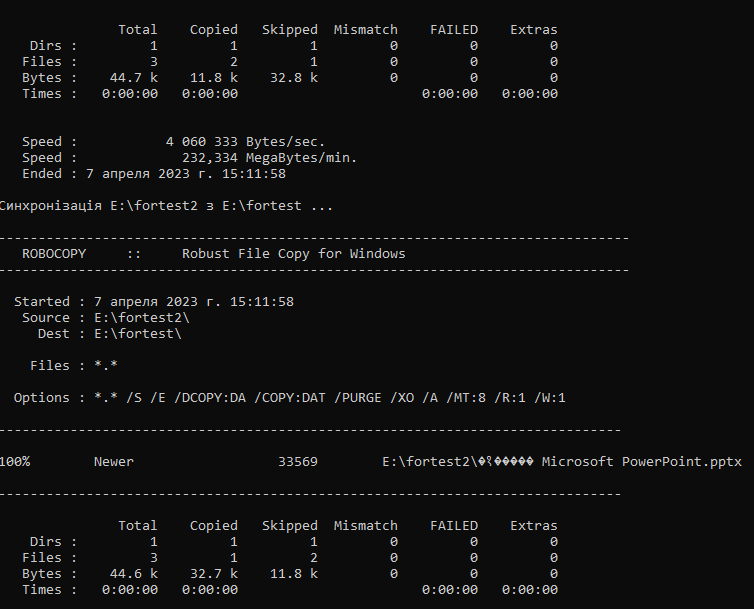 Total Copied Skipped Mismatch FAILED Extras
Dirs : 1 1 1 0 0 0
Files : 3 2 1 0 0 0
Bytes : 44.7 k 11.8 k 32.8 k 0 0 0
Times : 0:00:00 0:00:00 0:00:00 0:00:00
Speed : 4 060 333 Bytes/sec.
Speed : 232,334 MegaBytes/min.
Ended : 7 апреля 2023 г. 15:11:58
Синхронізація E:\fortest2 з E:\fortest ...
-------------------------------------------------------------------------------
ROBOCOPY :: Robust File Copy for Windows
-------------------------------------------------------------------------------
Started : 7 апреля 2023 г. 15:11:58
Source : E:\fortest2\
Dest : E:\fortest\
Files : *.*
Options : *.* /S /E /DCOPY:DA /COPY:DAT /PURGE /XO /A /MT:8 /R:1 /W:1
------------------------------------------------------------------------------
100% Newer 33569 E:\fortest2\�⸮����� Microsoft PowerPoint.pptx
------------------------------------------------------------------------------
Total Copied Skipped Mismatch FAILED Extras
Dirs : 1 1 1 0 0 0
Files : 3 1 2 0 0 0
Bytes : 44.6 k 32.7 k 11.8 k 0 0 0
Times : 0:00:00 0:00:00 0:00:00 0:00:00